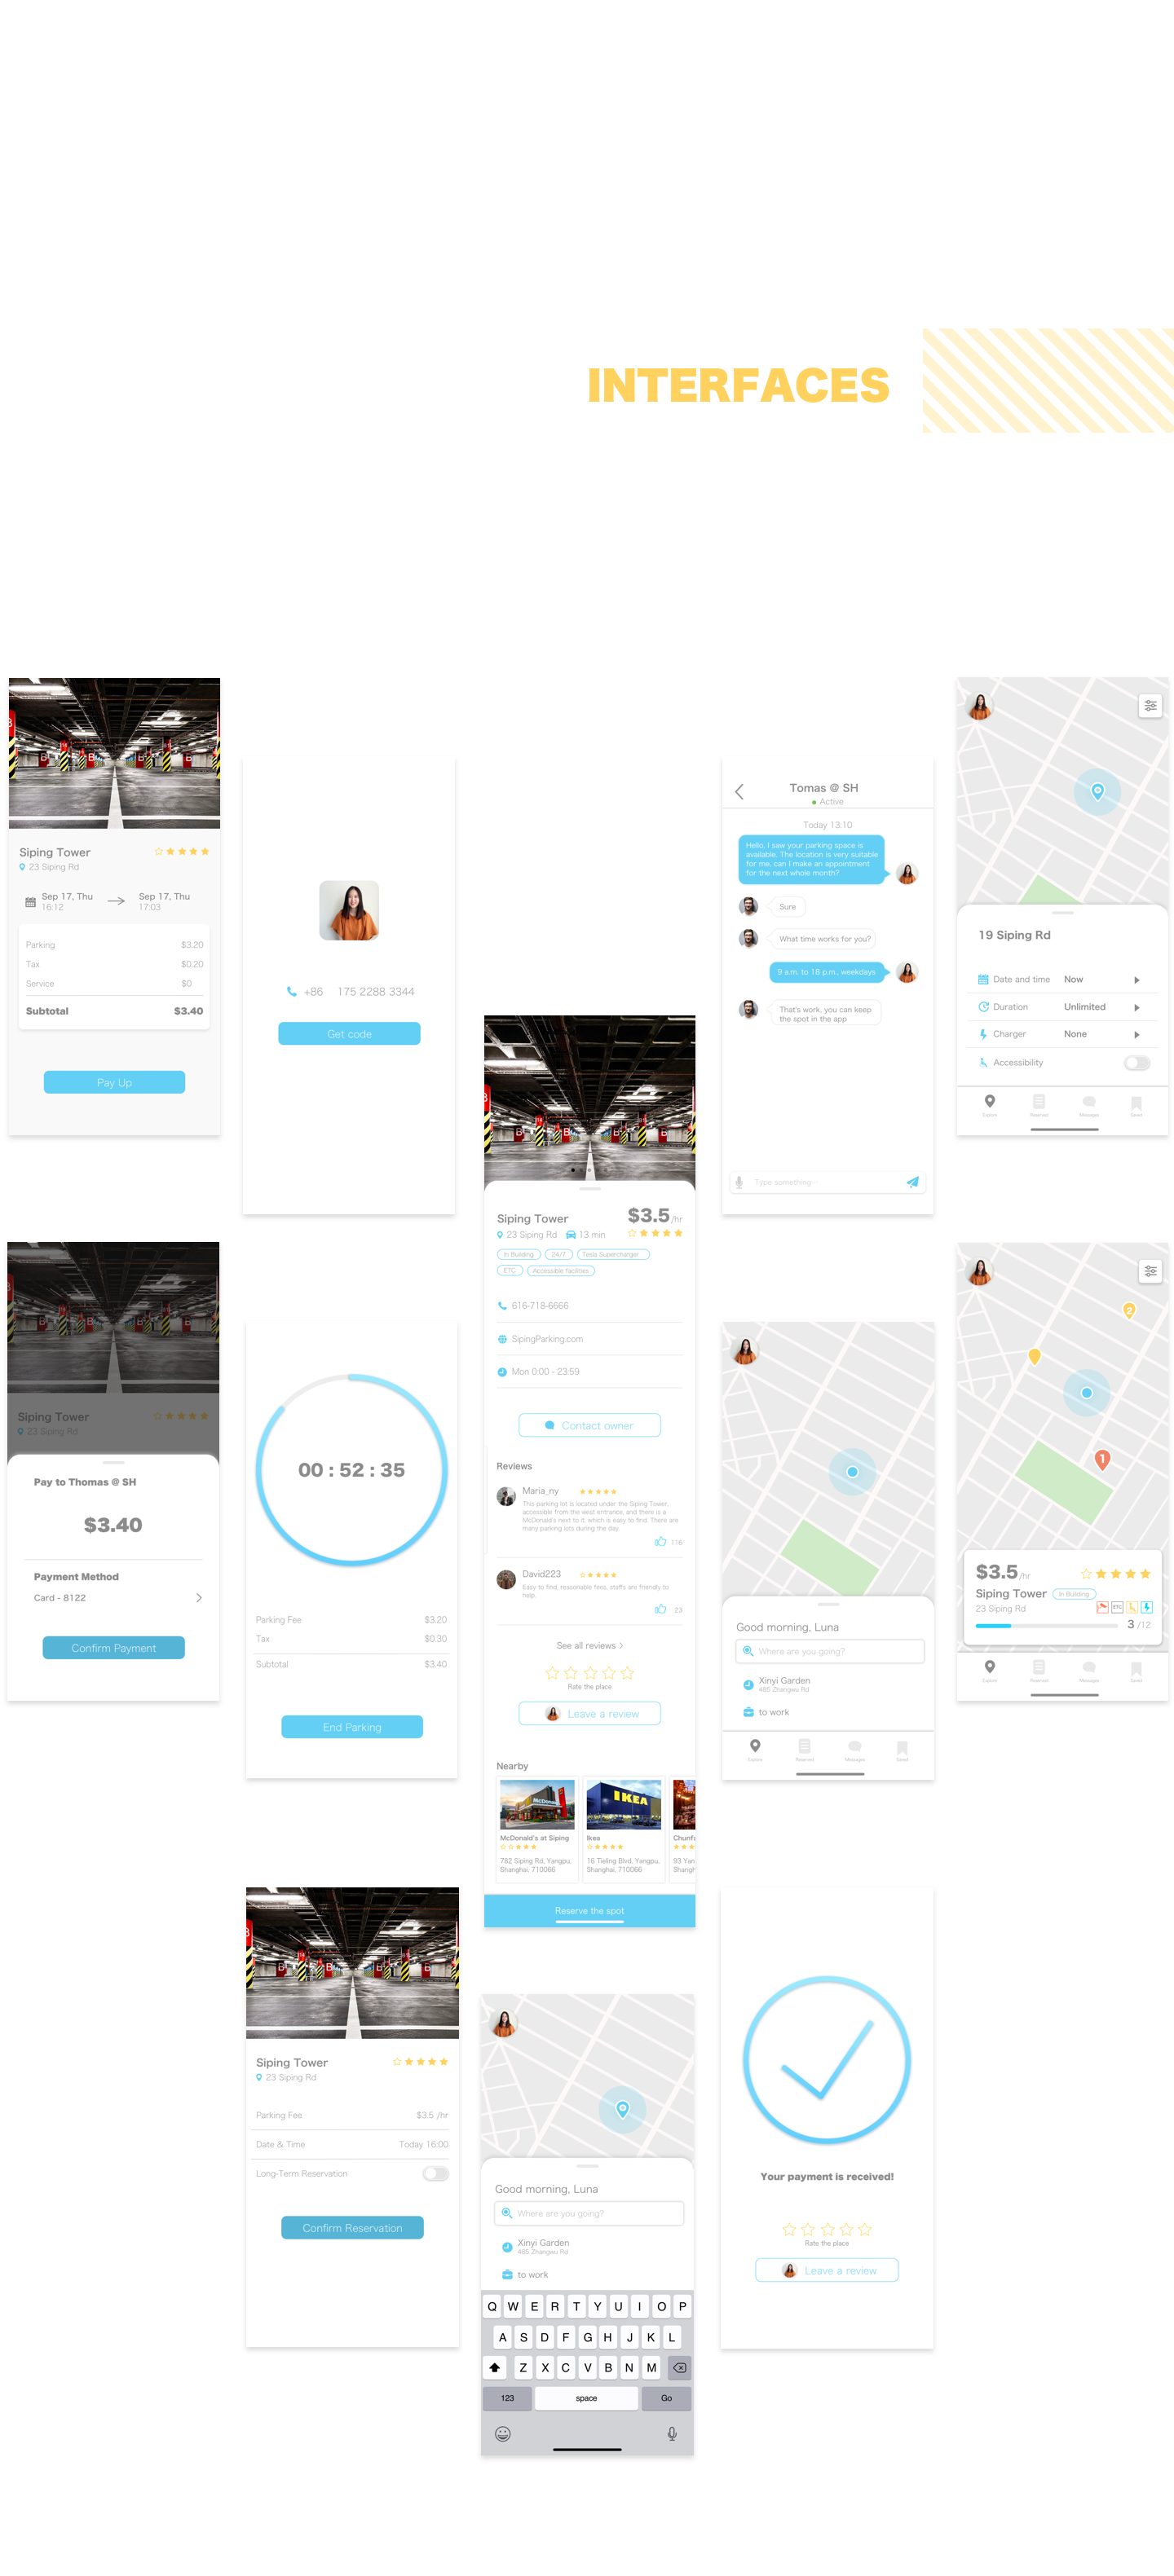 INTERFACES
Siping Tower
23 Siping Rd
Sep 17, Thu
16:12
Sep 17, Thu
17:03
Parking $3.20
Tax $0.20
Service $0
Subtotal $3.40
Pay Up
+86 175 2288 3344
Get code
Siping Tower
$3.5/hr
23 Siping Rd 13 min
In Building 24/7 Tesla Supercharger
ETC Accessible facilities
616-718-6666
SipingParking.com
Mon 0:00 - 23:59
Contact owner
Reviews
Maria_ny
This parking lot is located under the Siping Tower,
accessible from the west entrance, and there is a
McDonald's next to it, which is easy to find. There are
many parking lots during the day.
116
David223
Easy to find, reasonable fees, staffs are friendly to
help.
23
See all reviews
Rate the place
Leave a review
Nearby
IKEA
McDonald's at Siping
782 Siping Rd, Yangpu,
Shanghai, 710066
Ikea
16 Tieling Blvd, Yangpu,
Shanghai, 710066
93 Yan
Shangh
Reserve the spot
Tomas @ SH
Active
Today 13:10
Hello, I saw your parking space is
available. The location is very suitable
for me, can I make an appointment
for the next whole month?
Sure
What time works for you?
9 a.m. to 18 p.m., weekdays
That's work, you can keep
the spot in the app
Type something
19 Siping Rd
Date and time Now
Duration Unlimited
Charger None
Accessibility
Explore Reserved Messages Saved
Siping Tower
23 Siping Rd
Pay to Thomas @ SH
$3.40
Payment Method
Card - 8122
Confirm Payment
00 : 52 : 35
Parking Fee $3.20
Tax $0.30
Subtotal $3.40
End Parking
Good morning, Luna
Where are you going?
Xinyi Garden
485 Zhangwu Rd
to work
Explore Reserved Messages Saved
2
1
$3.5/hr
Siping Tower In Building
23 Siping Rd
ETC
3 /12
Explore Reserved Messages Saved
Siping Tower
23 Siping Rd
Parking Fee $3.5 /hr
Date & Time Today 16:00
Long-Term Reservation
Confirm Reservation
Good morning, Luna
Where are you going?
Xinyi Garden
485 Zhangwu Rd
to work
Q W E R T Y U I O P
A S D F G H J K L
Z X C V B N M
123 space Go
Your payment is received!
Rate the place
Leave a review